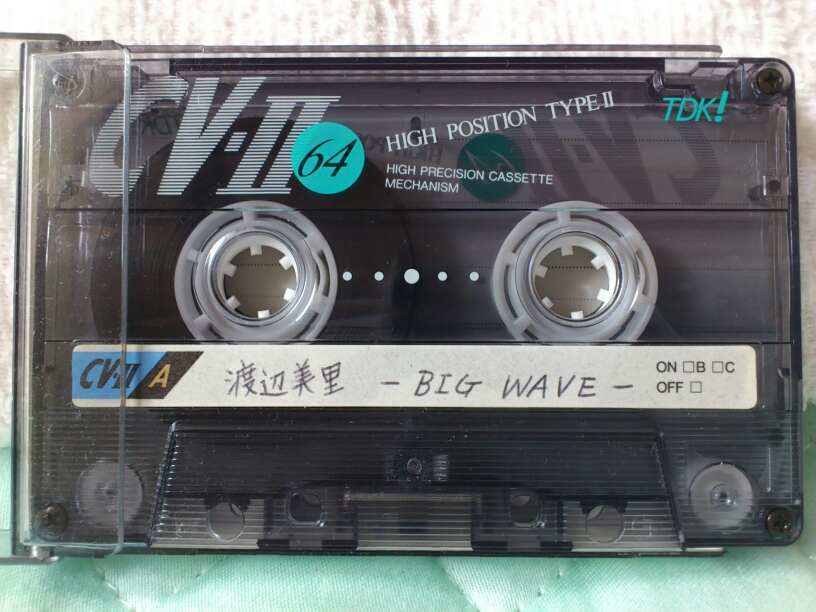 CV-II
64
HIGH POSITION TYPE II
HIGH PRECISION CASSETTE
MECHANISM
TDK!
CV-II A
渡辺美里 - BIG WAVE -
ON □B □C
OFF □